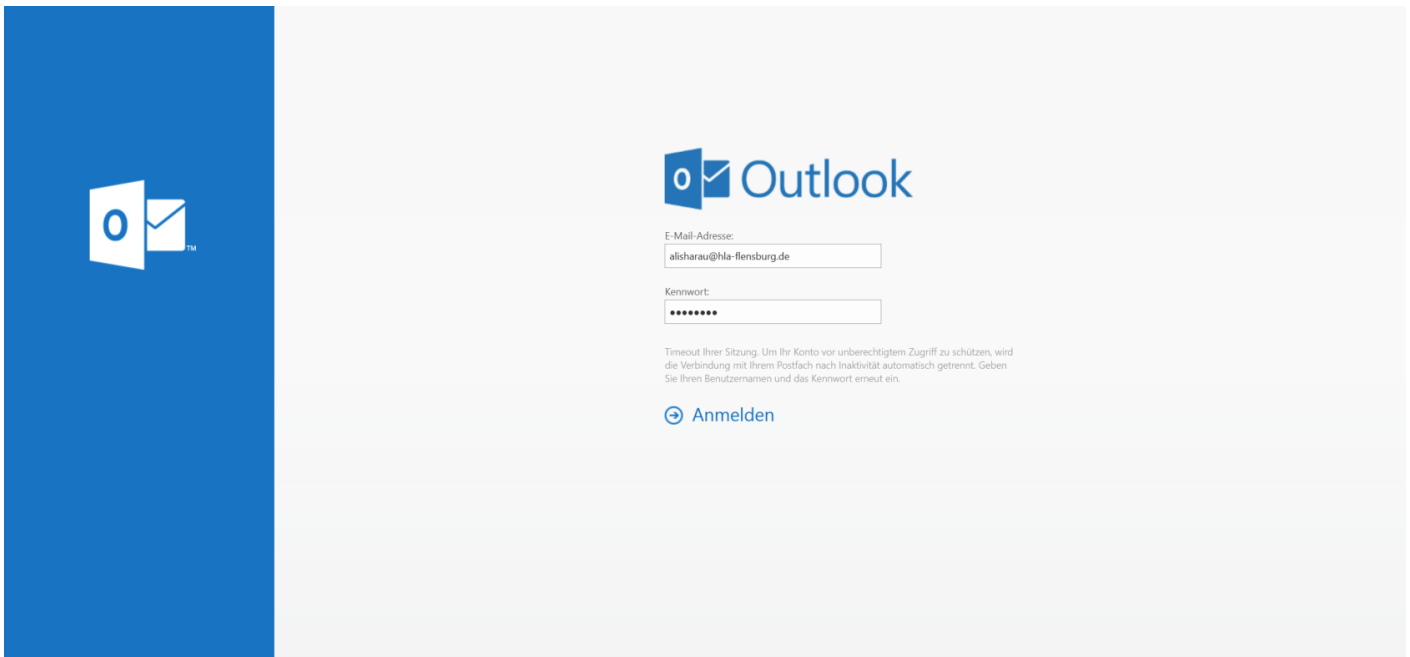 O
TM
O Outlook
E-Mail-Adresse:
alisharau@hla-flensburg.de
Kennwort:
••••••••
Timeout Ihrer Sitzung. Um Ihr Konto vor unberechtigtem Zugriff zu schützen, wird
die Verbindung mit Ihrem Postfach nach Inaktivität automatisch getrennt. Geben
Sie Ihren Benutzernamen und das Kennwort erneut ein.
Anmelden